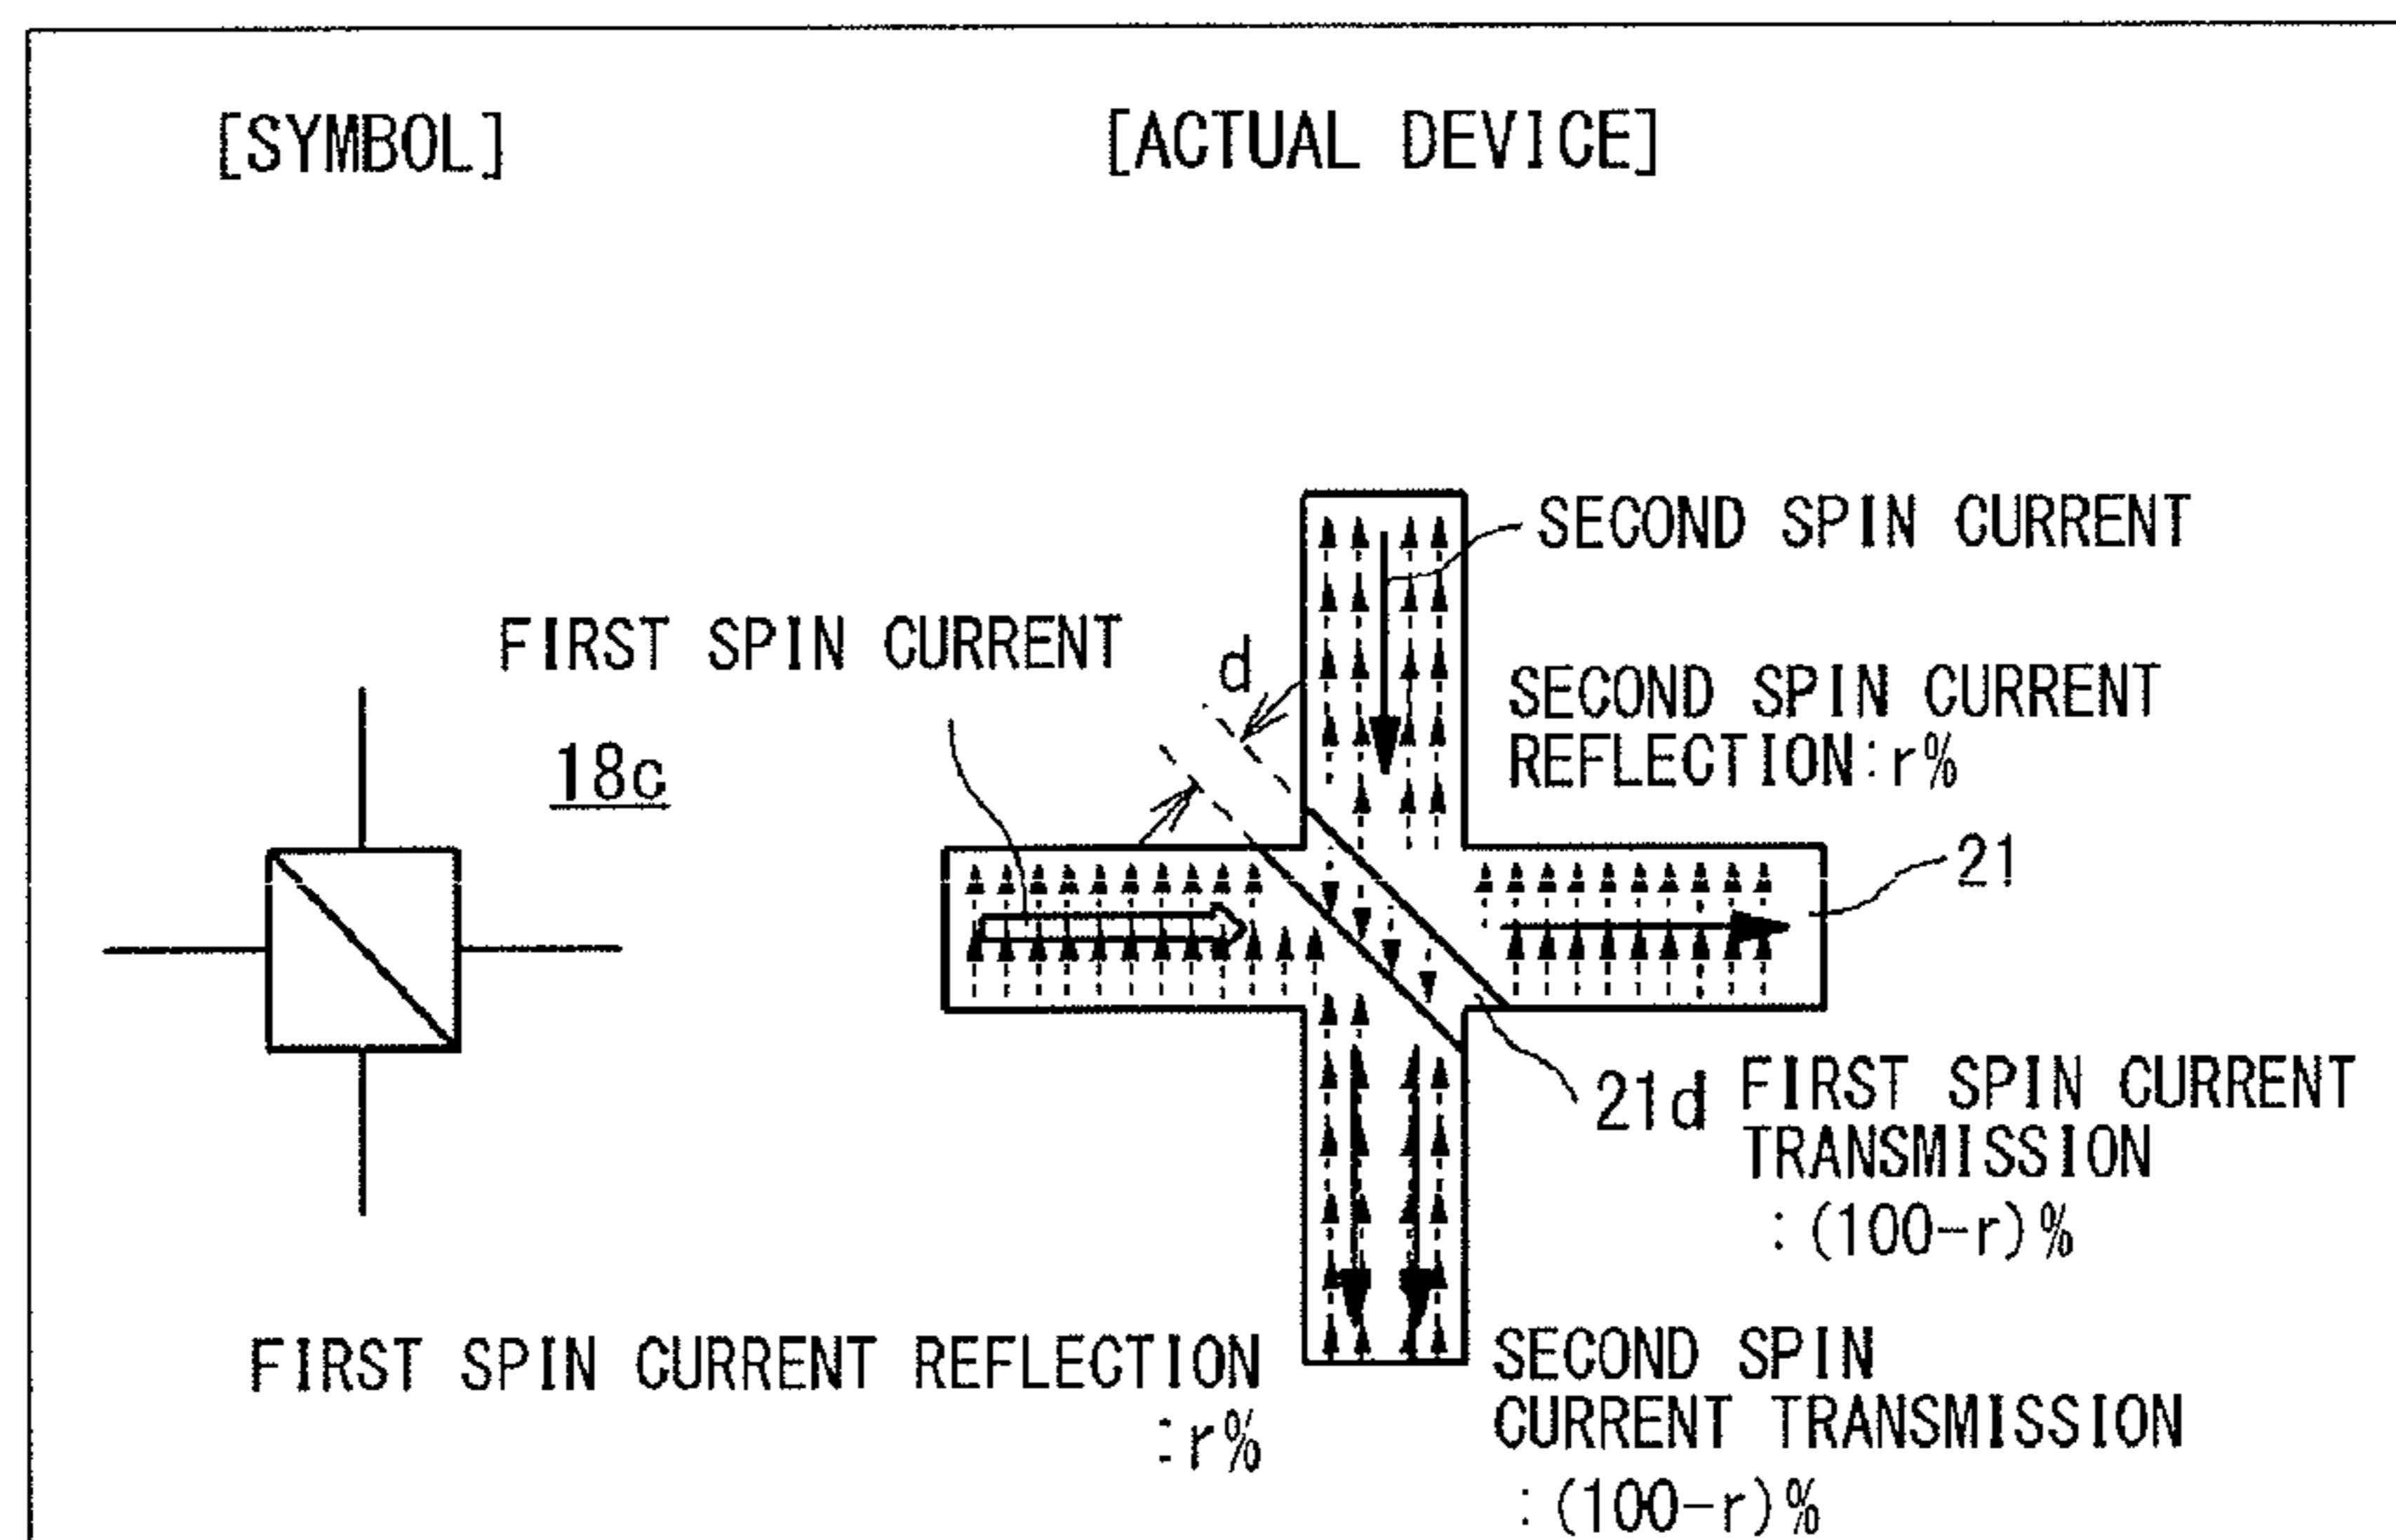 [SYMBOL]
[ACTUAL DEVICE]
SECOND SPIN CURRENT
FIRST SPIN CURRENT
d
18c
SECOND SPIN CURRENT
REFLECTION:r%
21
21d
FIRST SPIN CURRENT
TRANSMISSION
:(100-r)%
FIRST SPIN CURRENT REFLECTION
:r%
SECOND SPIN
CURRENT TRANSMISSION
:(100-r)%